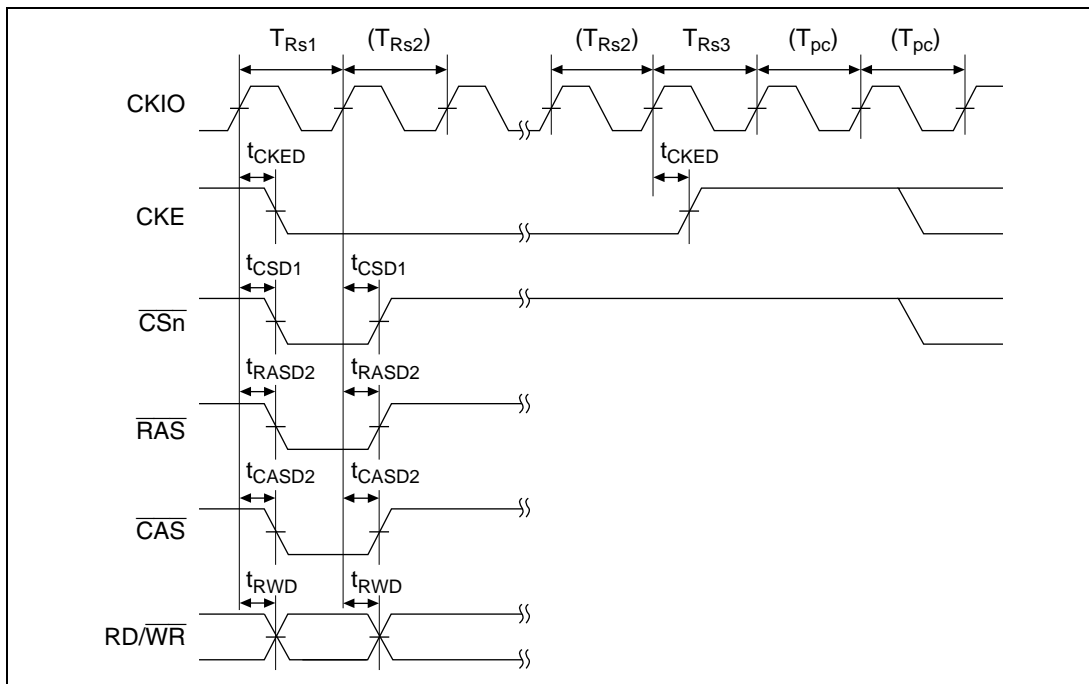 TRs1 (TRs2) (TRs2) TRs3 (Tpc) (Tpc)
CKIO
tCKED tCKED
CKE
tCSD1 tCSD1
CSn
tRASD2 tRASD2
RAS
tCASD2 tCASD2
CAS
tRWD tRWD
RD/WR